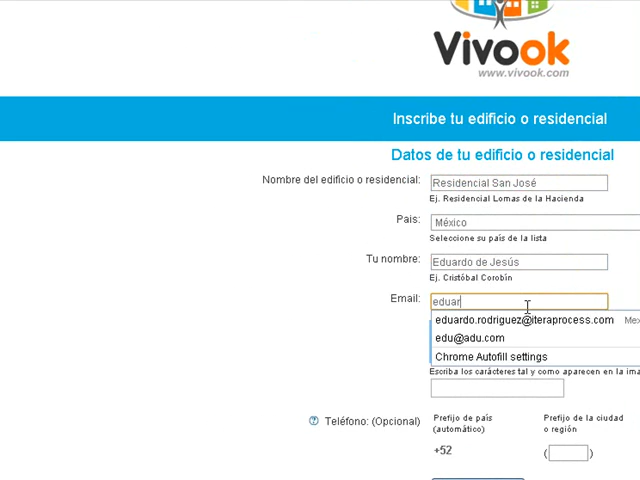 Vivook
www.vivook.com
Inscribe tu edificio o residencial
Datos de tu edificio o residencial
Nombre del edificio o residencial: Residencial San José
Ej. Residencial Lomas de la Hacienda
Pais: México
Seleccione su país de la lista
Tu nombre: Eduardo de Jesús
Ej. Cristóbal Corobín
Email: eduar
eduardo.rodriguez@iteraprocess.com
edu@adu.com
Chrome Autofill settings
Escriba los carácteres tal y como aparecen en la
Teléfono: (Opcional) Prefijo de país (automático)
Prefijo de la ciudad o región
+52 ( )